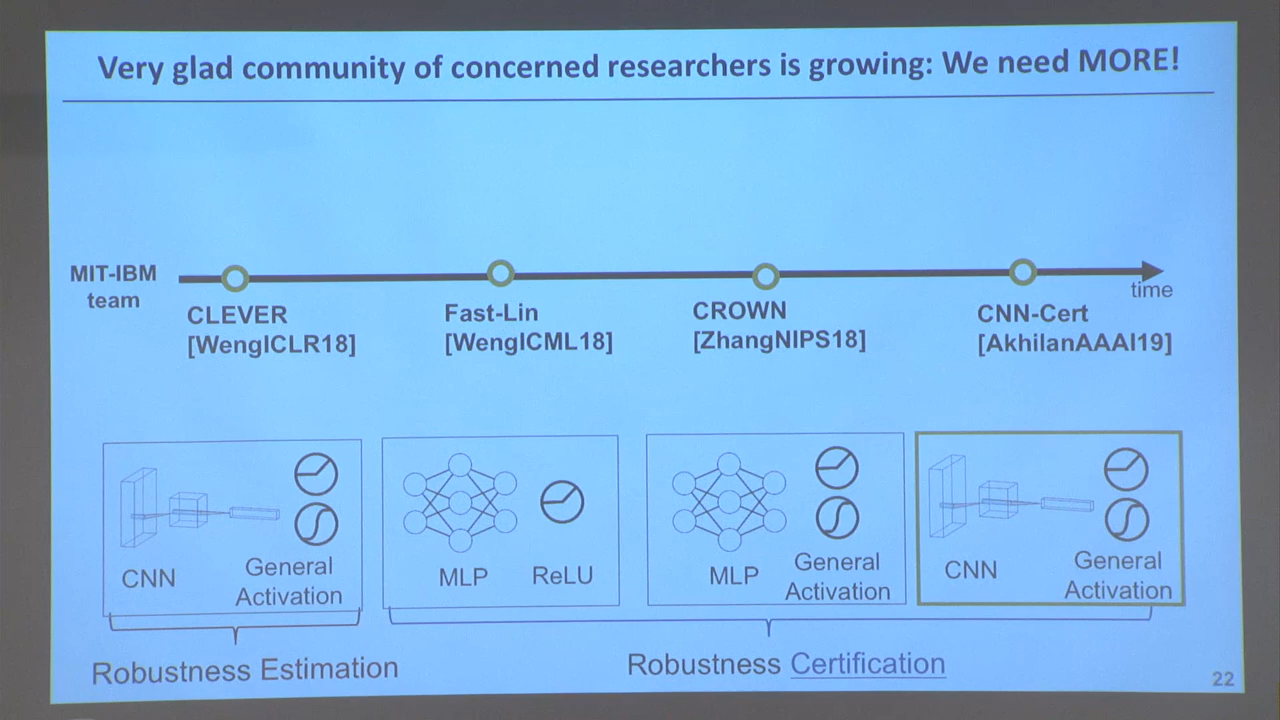 Very glad community of concerned researchers is growing: We need MORE!
MIT-IBM
team
time
CLEVER
[WengICLR18]
Fast-Lin
[WengICML18]
CROWN
[ZhangNIPS18]
CNN-Cert
[AkhilanAAAI19]
CNN
General
Activation
MLP
ReLU
MLP
General
Activation
CNN
General
Activation
Robustness Estimation
Robustness Certification
22